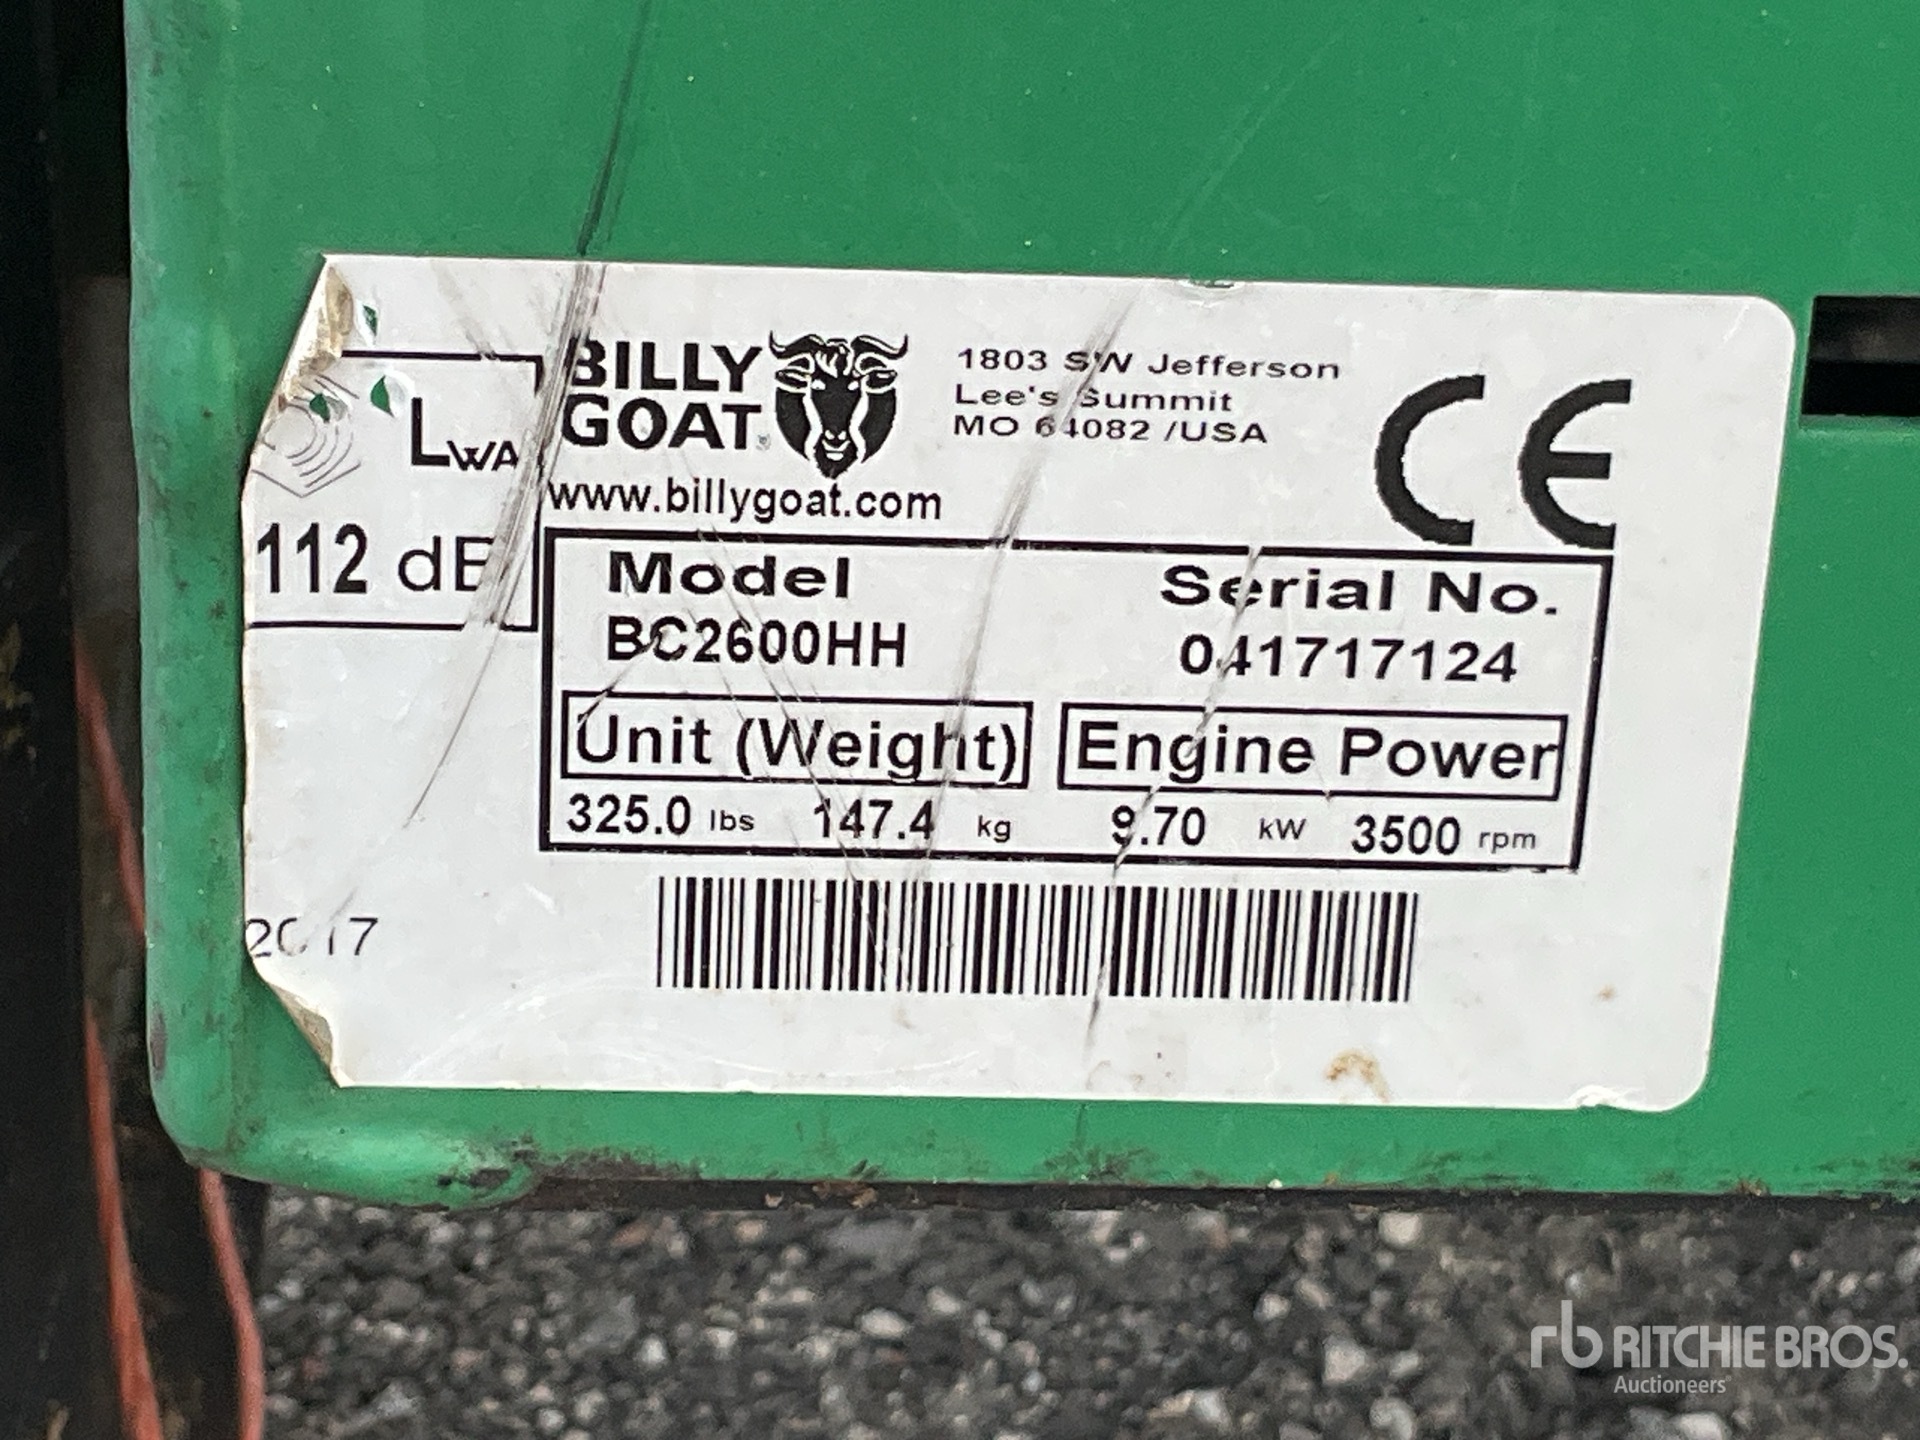 BILLY
GOAT
www.billygoat.com
1803 SW Jefferson
Lee's Summit
MO 64082 /USA
CE
LWA
112 dB
Model
BC2600HH
Serial No.
041717124
Unit (Weight)
Engine Power
325.0 lbs 147.4 kg
9.70 kW 3500 rpm
2017
rb RITCHIE BROS.
Auctioneers